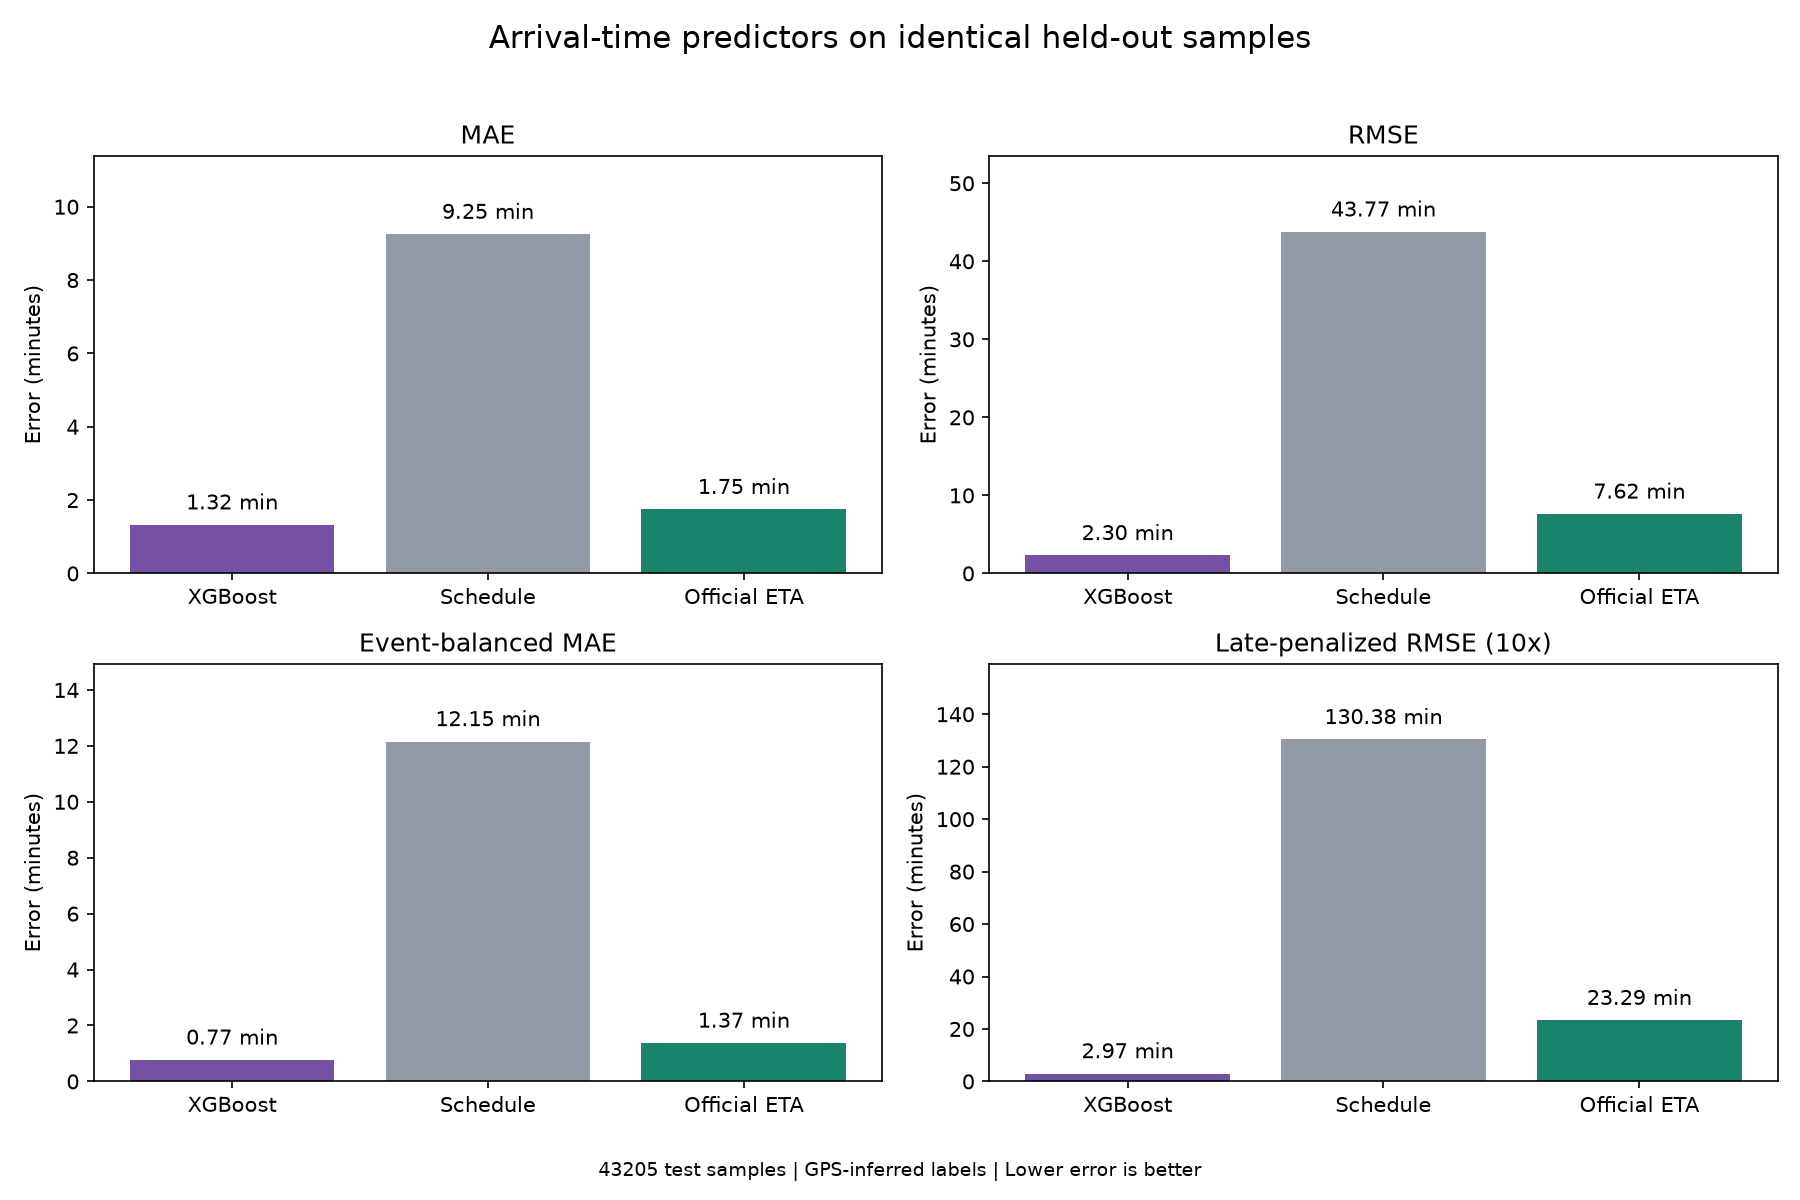 Arrival-time predictors on identical held-out samples
MAE
Error (minutes)
10
8
6
4
2
0
1.32 min
9.25 min
1.75 min
XGBoost
Schedule
Official ETA
RMSE
Error (minutes)
50
40
30
20
10
0
2.30 min
43.77 min
7.62 min
XGBoost
Schedule
Official ETA
Event-balanced MAE
Error (minutes)
14
12
10
8
6
4
2
0
0.77 min
12.15 min
1.37 min
XGBoost
Schedule
Official ETA
Late-penalized RMSE (10x)
Error (minutes)
140
120
100
80
60
40
20
0
2.97 min
130.38 min
23.29 min
XGBoost
Schedule
Official ETA
43205 test samples | GPS-inferred labels | Lower error is better